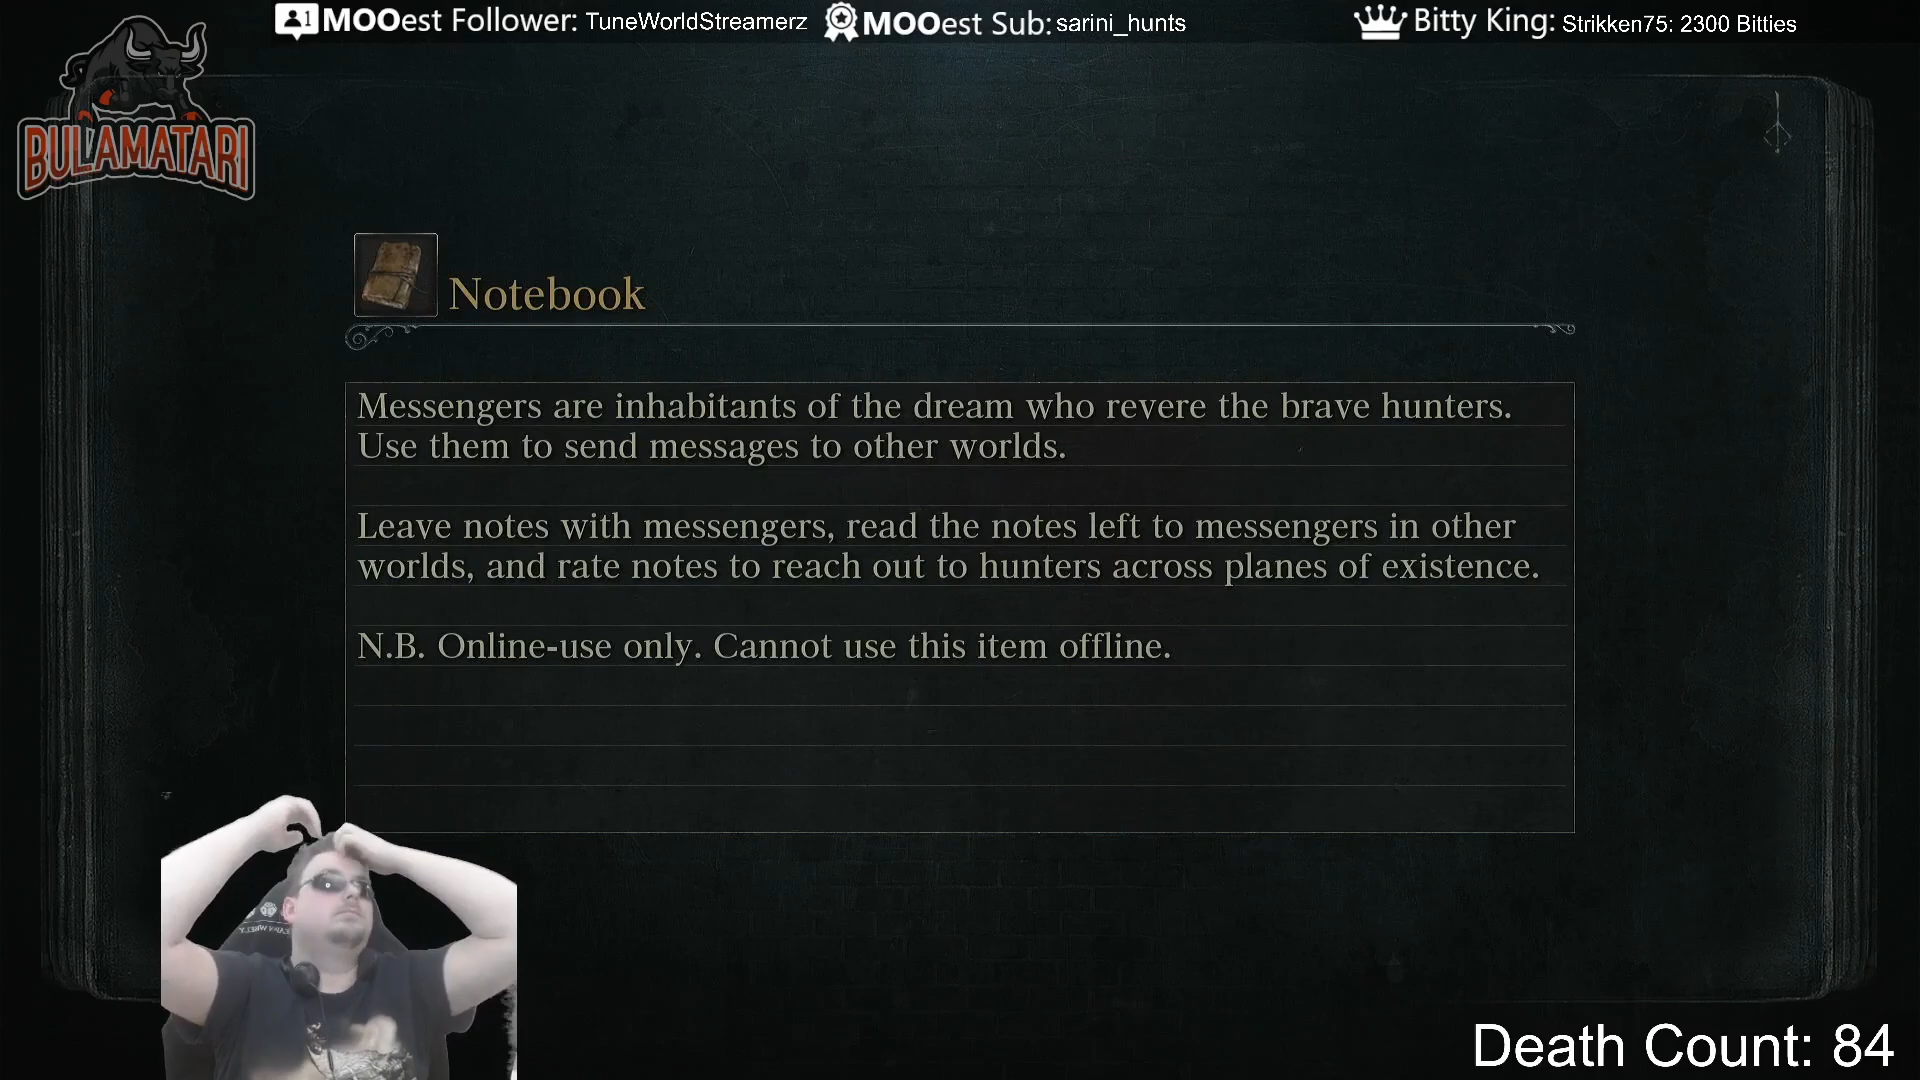 MOOest Follower: TuneWorldStreamerz
MOOest Sub: sarini_hunts
Bitty King: Strikken75: 2300 Bitties
BULAMATARI
Notebook
Messengers are inhabitants of the dream who revere the brave hunters.
Use them to send messages to other worlds.
Leave notes with messengers, read the notes left to messengers in other
worlds, and rate notes to reach out to hunters across planes of existence.
N.B. Online-use only. Cannot use this item offline.
Death Count: 84